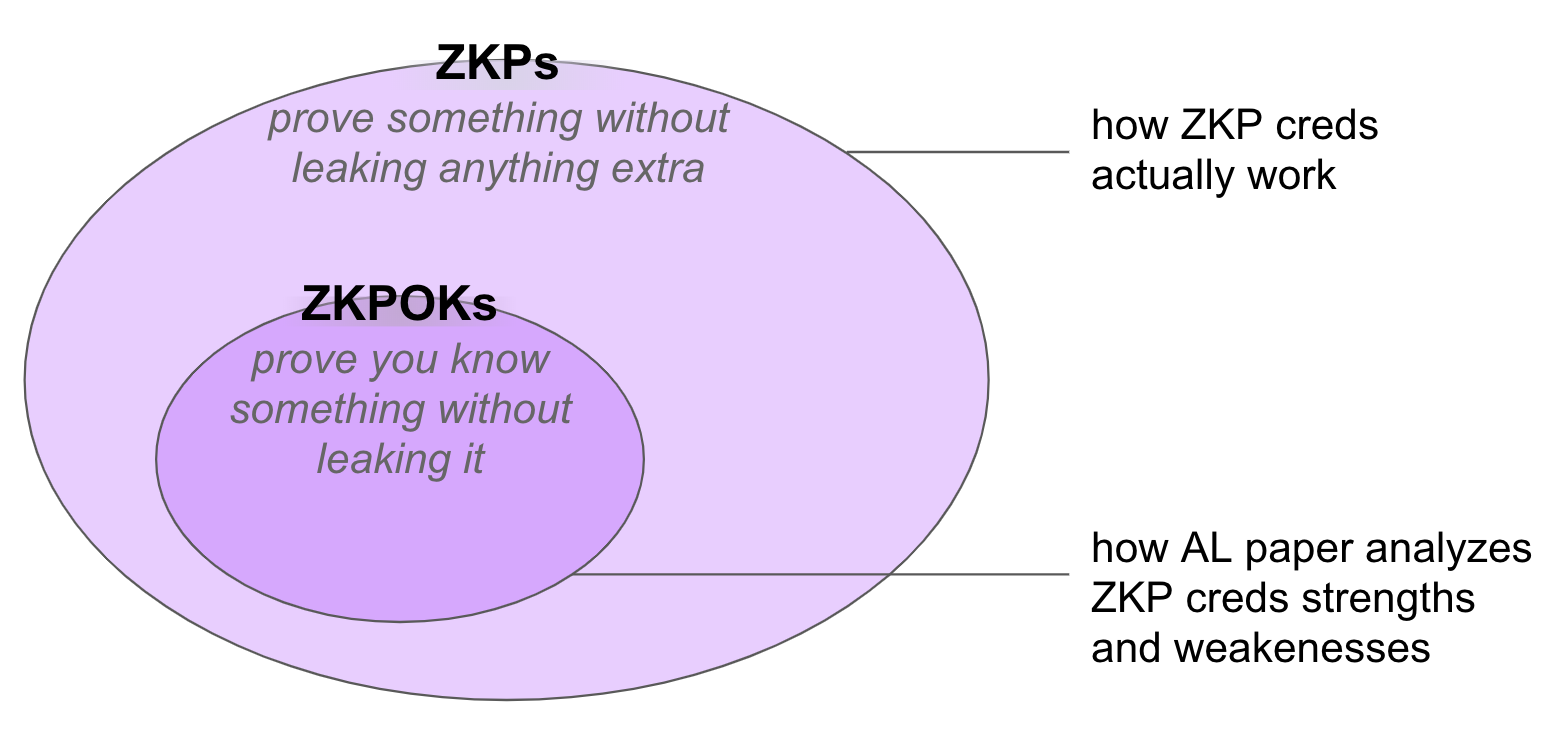 ZKPs
prove something without
leaking anything extra
how ZKP creds
actually work
ZKPOKs
prove you know
something without
leaking it
how AL paper analyzes
ZKP creds strengths
and weakenesses